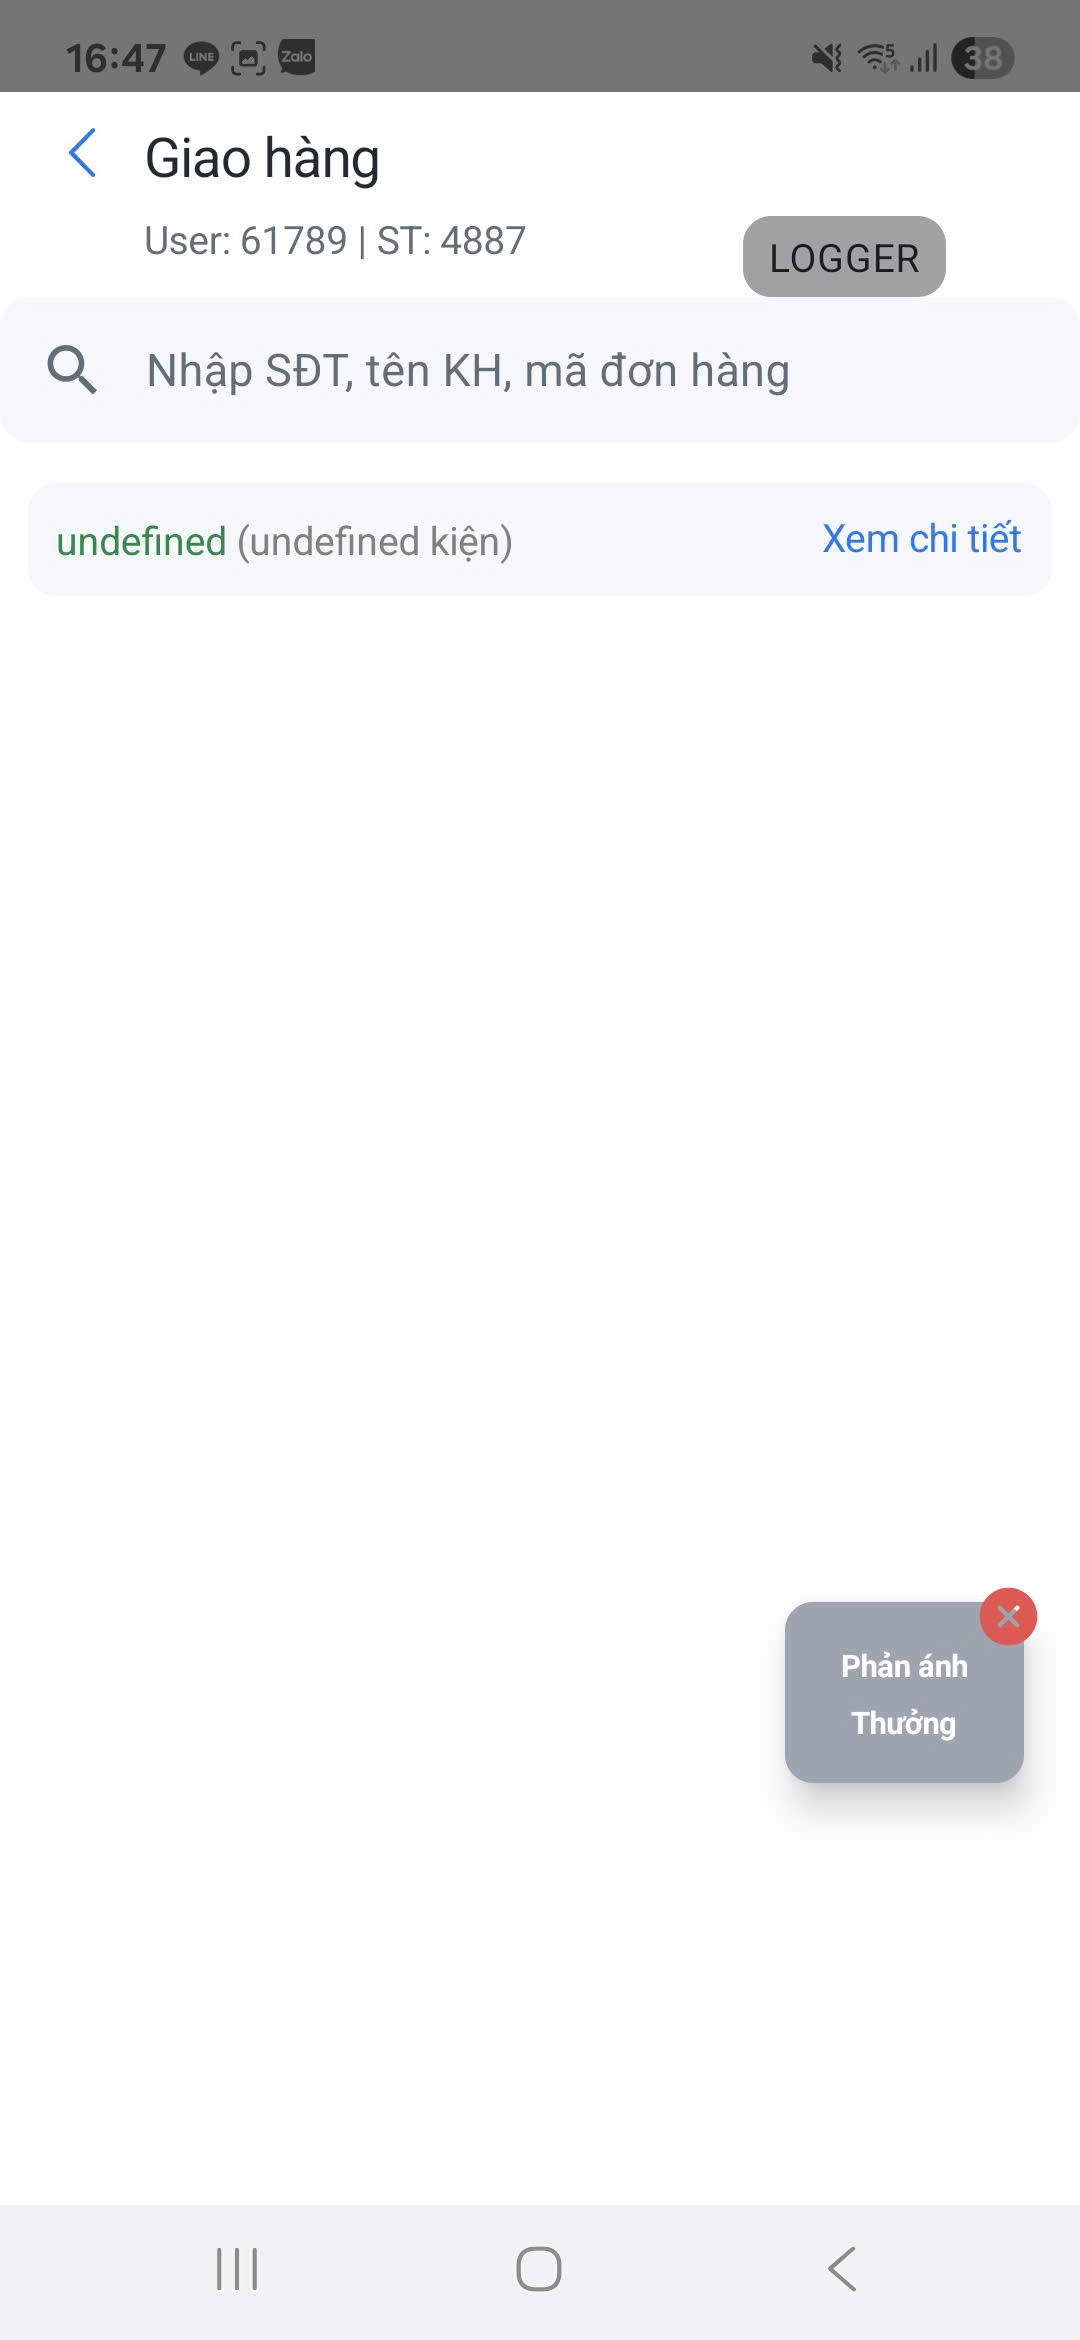 16:47 LINE Zalo 5 38
Giao hàng
User: 61789 | ST: 4887
LOGGER
Nhập SĐT, tên KH, mã đơn hàng
undefined (undefined kiện) Xem chi tiết
Phản ánh
Thưởng